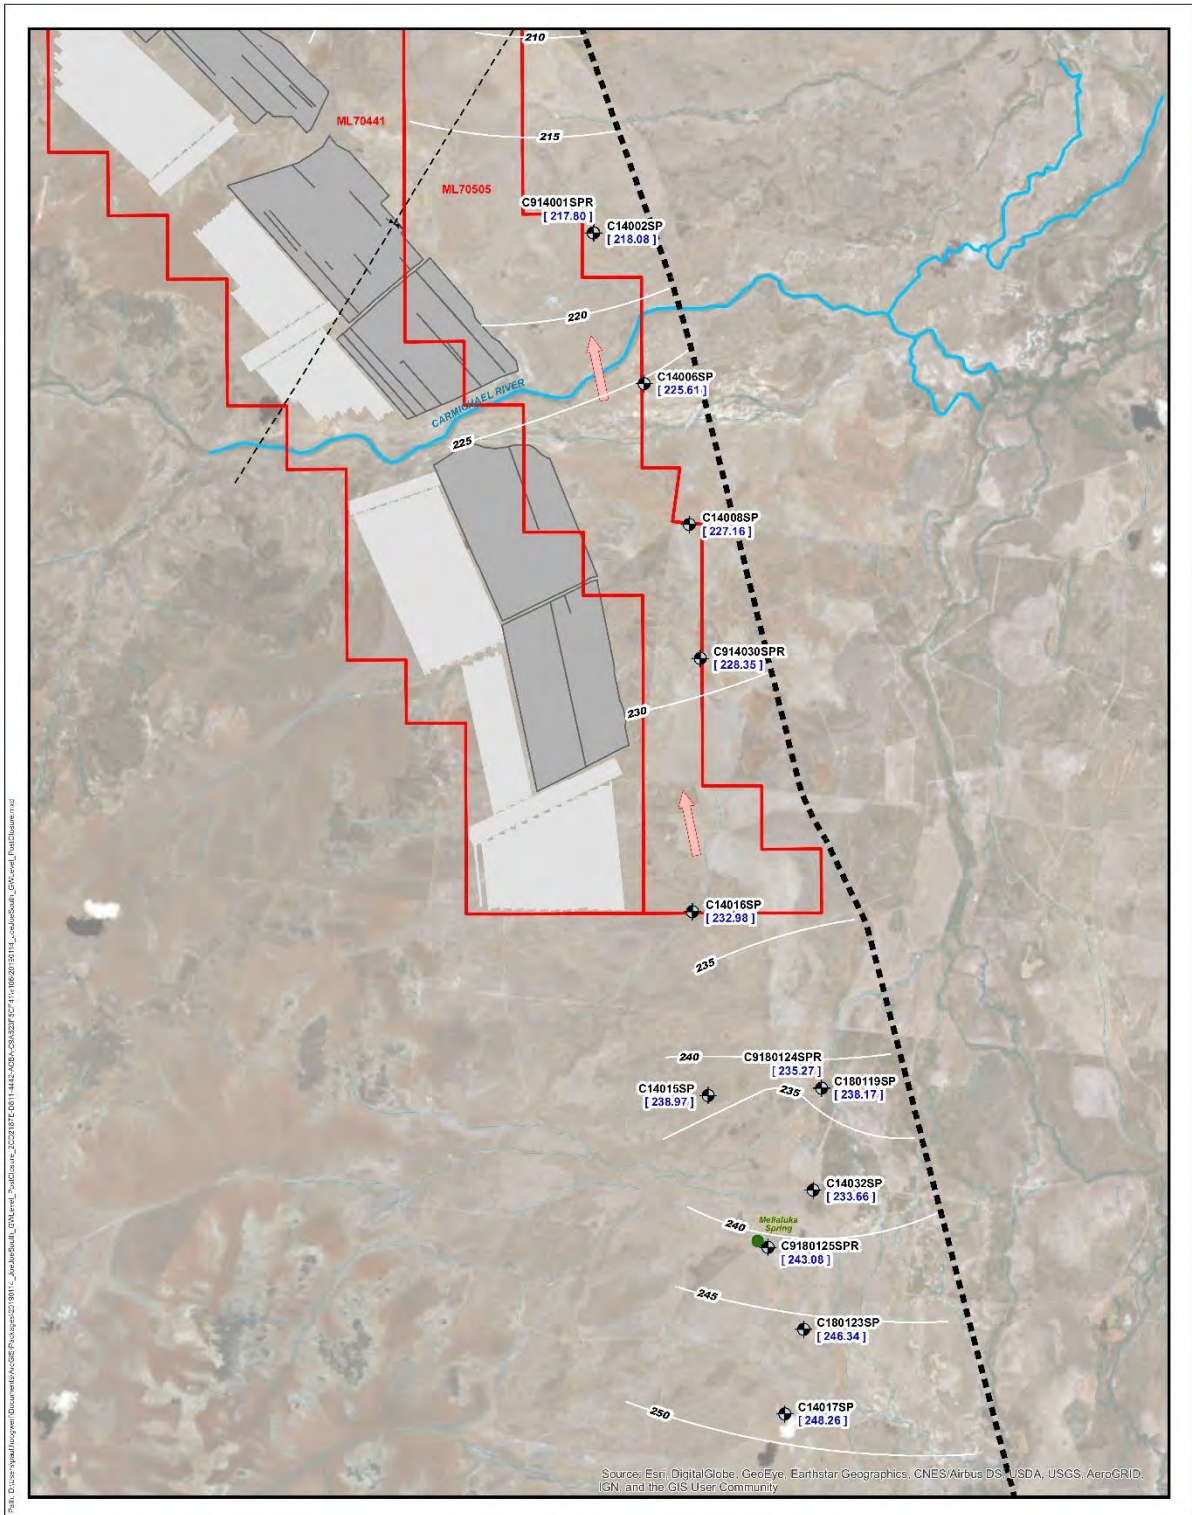 210
ML70441
215
ML70505
C914001SPR
[ 217.80 ]
C14002SP
[ 218.08 ]
220
C14006SP
[ 225.61 ]
CARMICHAEL RIVER
225
C14008SP
[ 227.16 ]
C914030SPR
[ 228.35 ]
230
C14016SP
[ 232.98 ]
235
240
C9180124SPR
[ 235.27 ]
C14015SP
[ 238.97 ]
C180119SP
[ 238.17 ]
235
C14032SP
[ 233.66 ]
240
Mellaluka
Spring
C9180125SPR
[ 243.08 ]
245
C180123SP
[ 246.34 ]
C14017SP
[ 248.26 ]
250
Source: Esri, DigitalGlobe, GeoEye, Earthstar Geographics, CNES/Airbus DS, USDA, USGS, AeroGRID,
IGN, and the GIS User Community